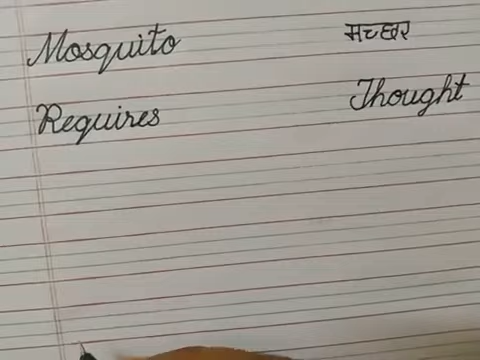 Mosquito मच्छर
Requires Thought